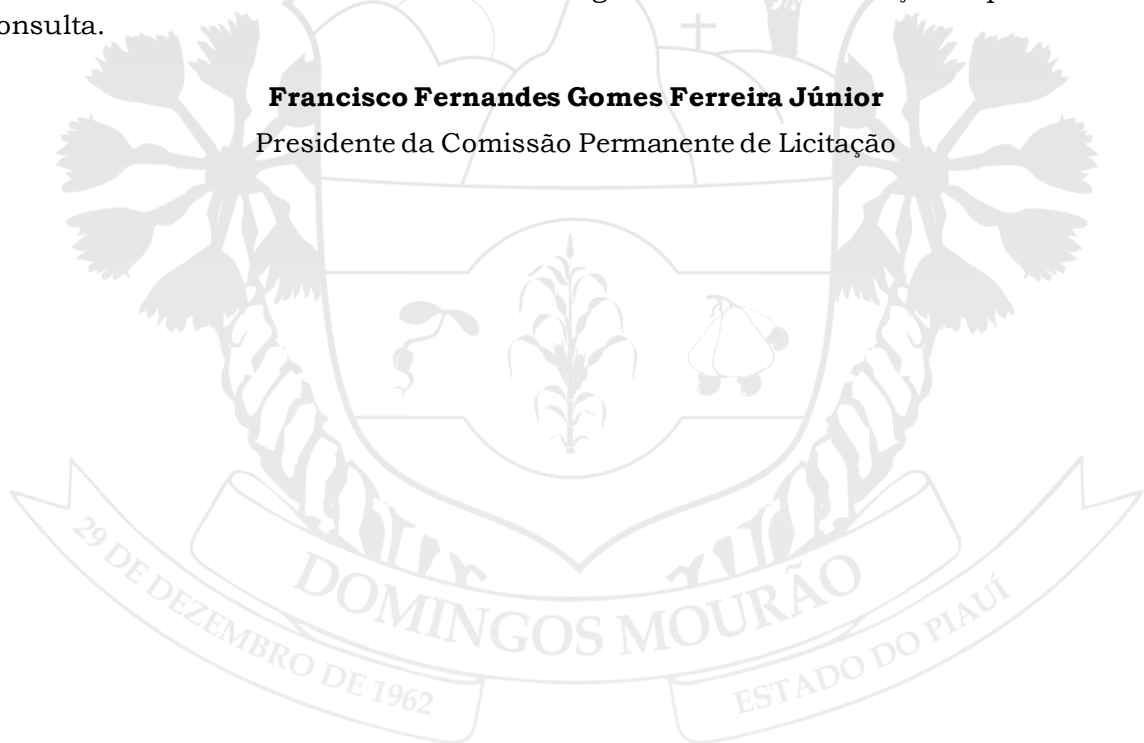 onsulta.
Francisco Fernandes Gomes Ferreira Júnior
Presidente da Comissão Permanente de Licitação
29 DE DEZEMBRO DE 1962
DOMINGOS MOURÃO
ESTADO DO PIAUÍ